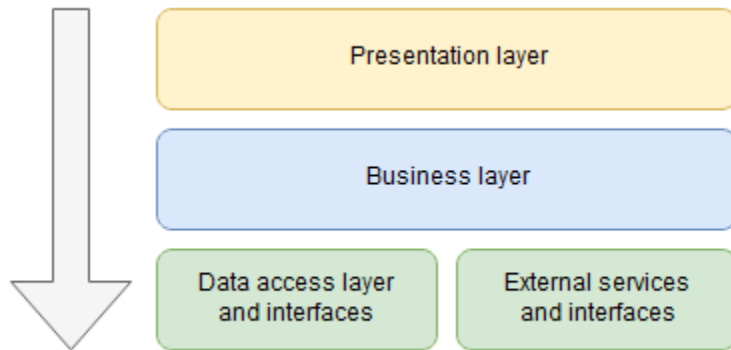 Presentation layer
Business layer
Data access layer
and interfaces
External services
and interfaces